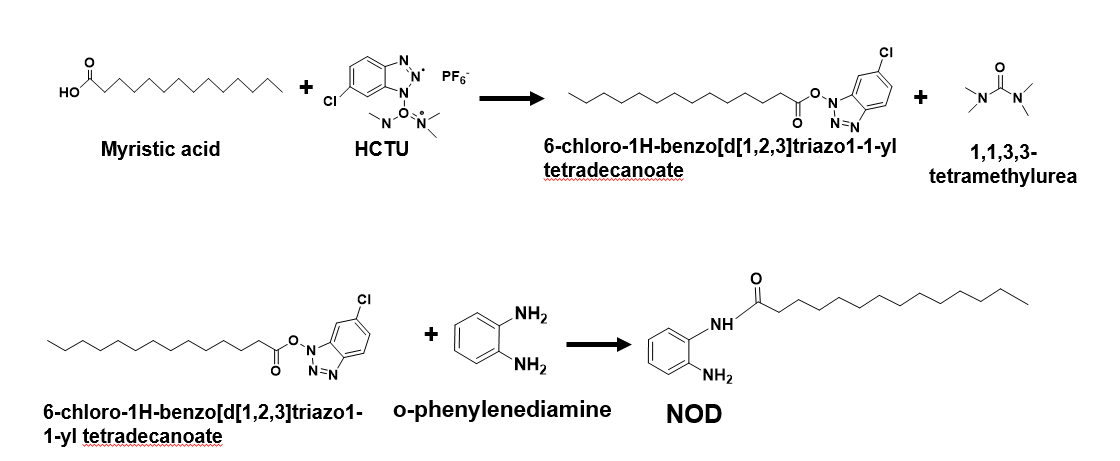 O
HO
+
Cl
N
N⁺
N
PF₆⁻
O
N
N⁺
O
O
N
N=N
Cl
+
O
N
N
Myristic acid
HCTU
6-chloro-1H-benzo[d[1,2,3]triazo1-1-yl
tetradecanoate
1,1,3,3-
tetramethylurea
O
O
N
N=N
Cl
+
NH₂
NH₂
O
NH
NH₂
6-chloro-1H-benzo[d[1,2,3]triazo1-
1-yl tetradecanoate
o-phenylenediamine
NOD